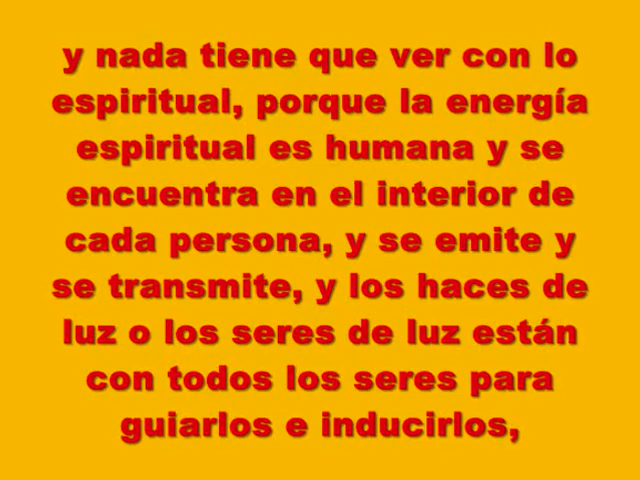 y nada tiene que ver con lo
espiritual, porque la energía
espiritual es humana y se
encuentra en el interior de
cada persona, y se emite y
se transmite, y los haces de
luz o los seres de luz están
con todos los seres para
guiarlos e inducirlos,